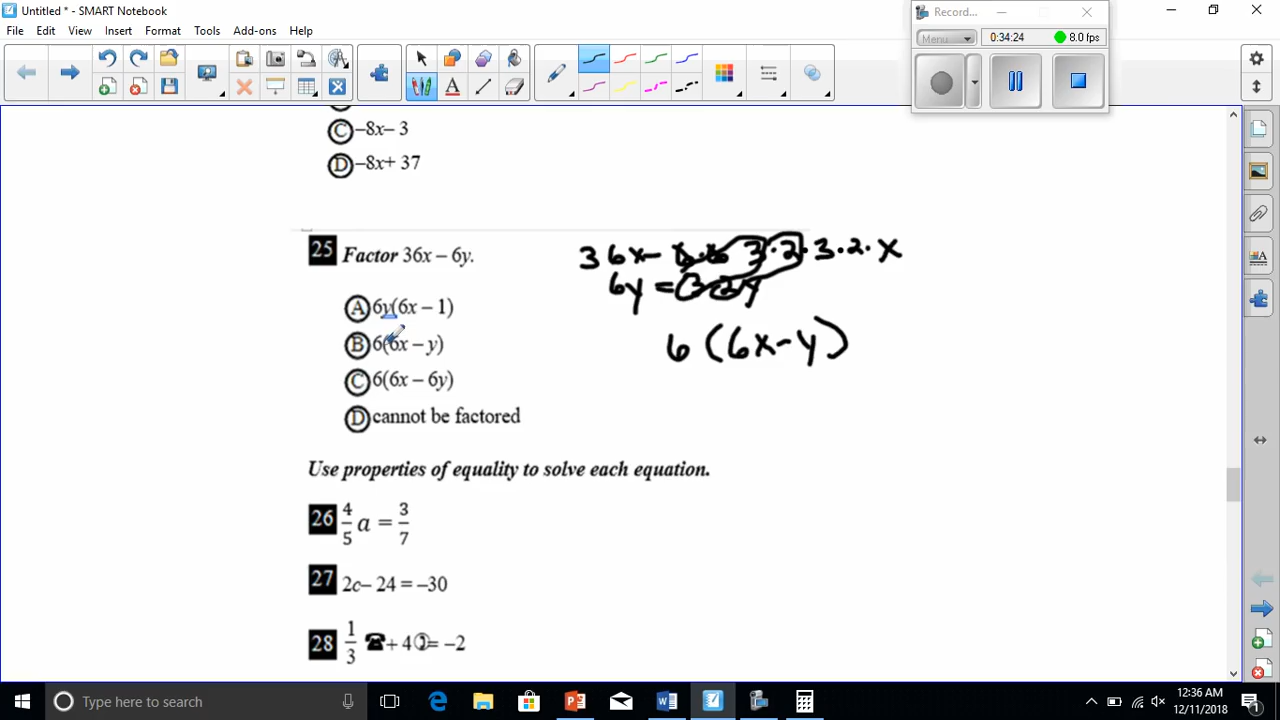 Untitled * - SMART Notebook
Record...
File Edit View Insert Format Tools Add-ons Help
Menu
0:34:24
8.0 fps
C -8x- 3
D -8x+ 37
25 Factor 36x – 6y.
36x- 3·2·3·2·x
6y =
A 6y(6x – 1)
B 6(6x – y)
6 (6x-y)
C 6(6x – 6y)
D cannot be factored
Use properties of equality to solve each equation.
26 4/5 a = 3/7
27 2c– 24 = –30
28 1/3 ☎+ 4 = –2
Type here to search
12:36 AM
12/11/2018